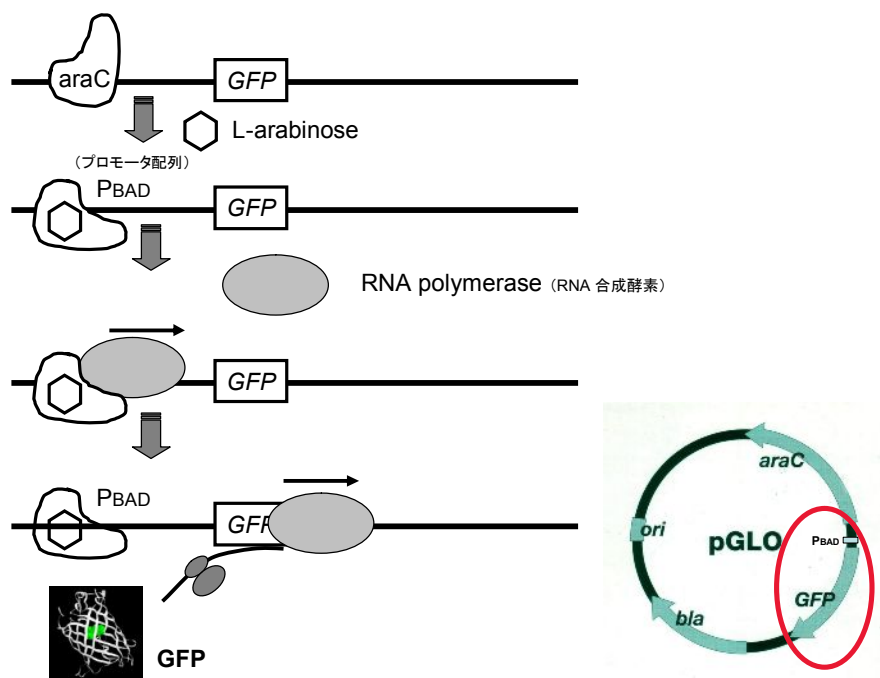 araC
GFP
L-arabinose
（プロモータ配列）
PBAD
GFP
RNA polymerase （RNA 合成酵素）
GFP
PBAD
GFP
GFP
araC
ori
pGLO
PBAD
GFP
bla